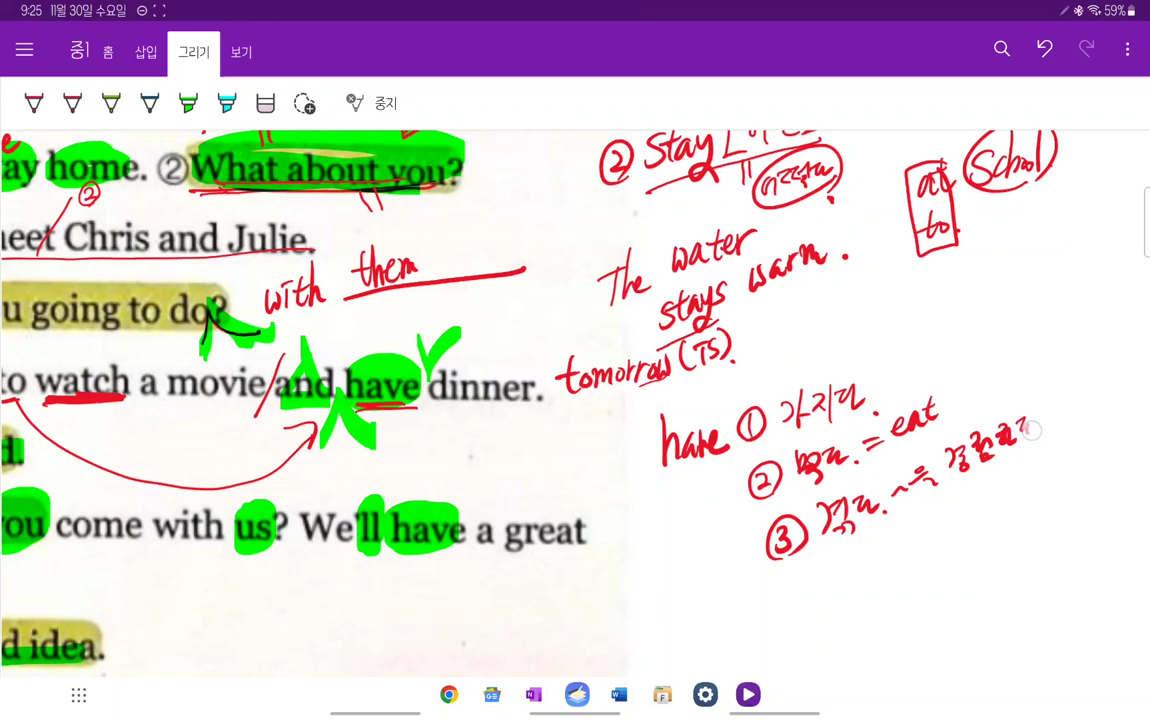 9:25 11월 30일 수요일
59%
중1 홈 삽입 그리기 보기
중지
ay home. ②What about you?
②
neet Chris and Julie.
with them
u going to do?
to watch a movie/and have dinner.
d.
you come with us? We'll have a great
d idea.
② stay
at School
to
The water
stays warm.
tomorrow (TS).
have ① 가지다.
② 먹다. = eat
③ 겪다. ~을 경험